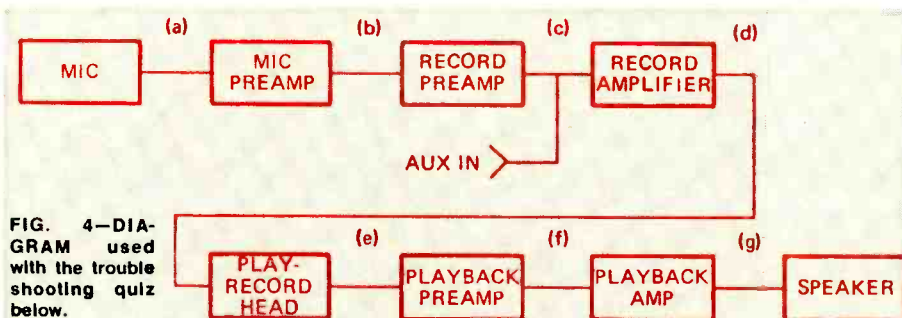 (a) (b) (c) (d)
MIC
MIC
PREAMP
RECORD
PREAMP
RECORD
AMPLIFIER
AUX IN
FIG. 4—DIA-
GRAM used
with the trouble
shooting quiz
below.
(e) (f) (g)
PLAY-
RECORD
HEAD
PLAYBACK
PREAMP
PLAYBACK
AMP
SPEAKER